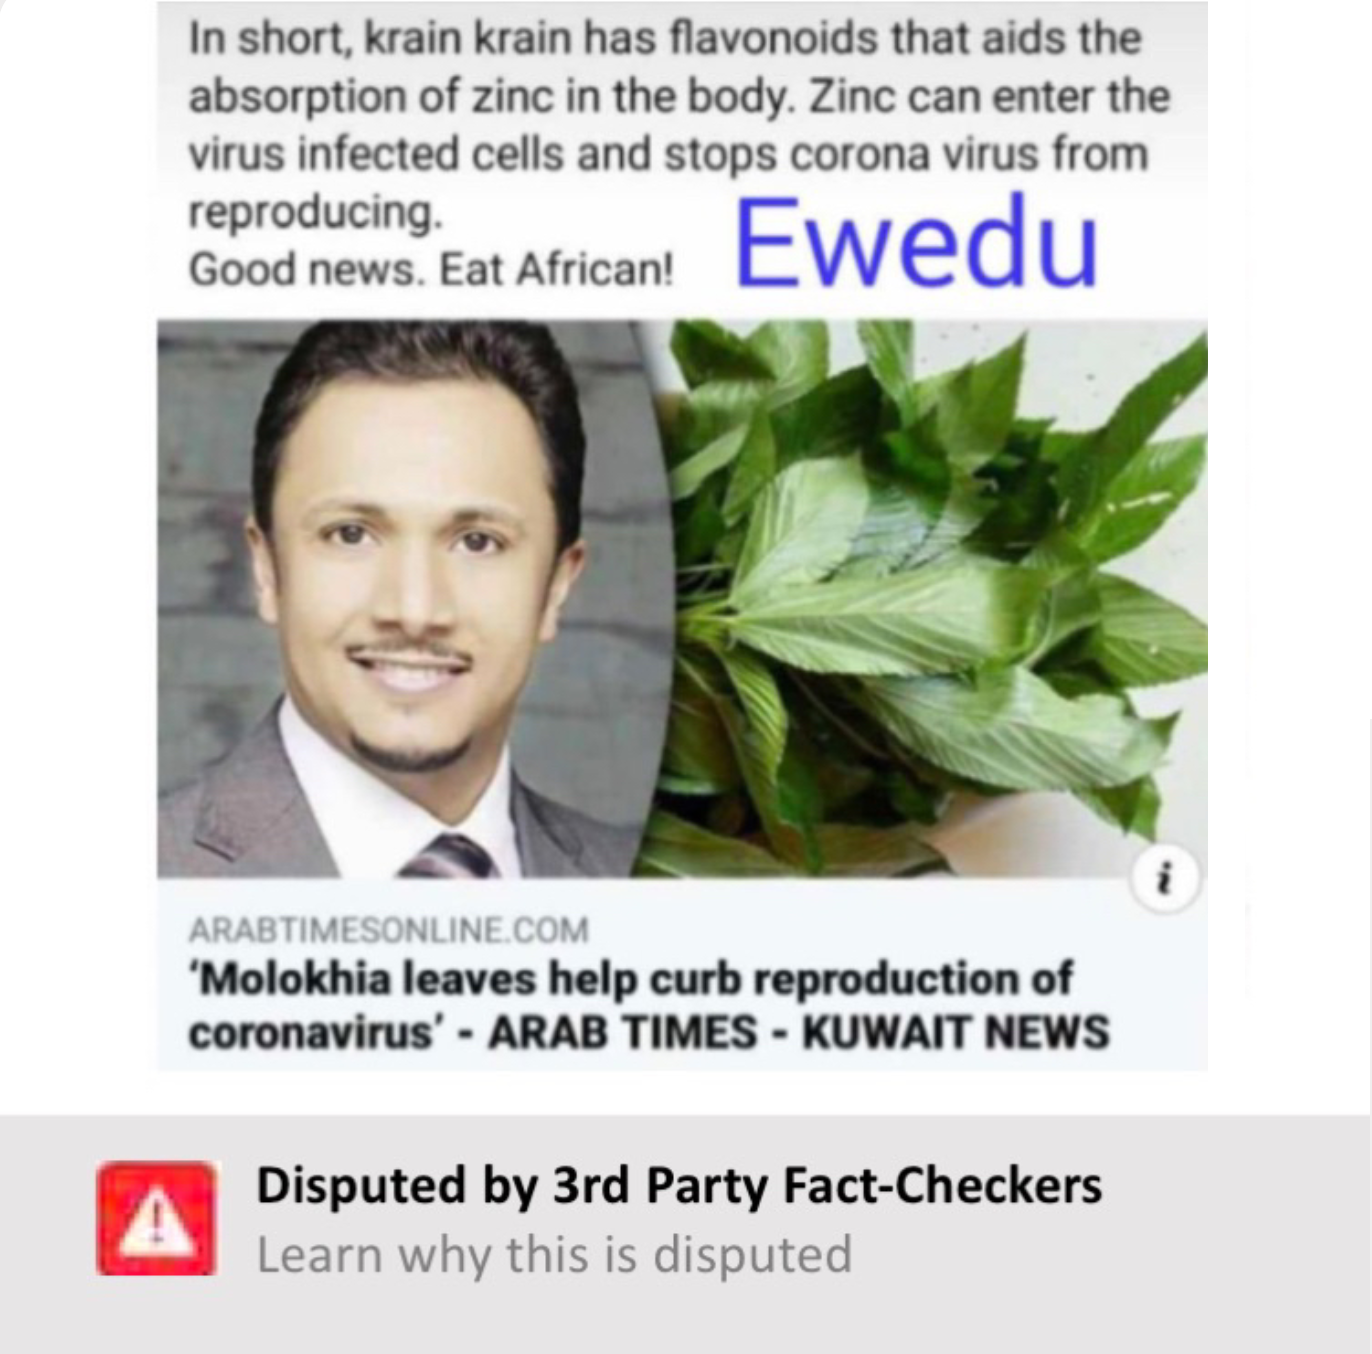 In short, krain krain has flavonoids that aids the
absorption of zinc in the body. Zinc can enter the
virus infected cells and stops corona virus from
reproducing.
Good news. Eat African!
Ewedu
i
ARABTIMESONLINE.COM
‘Molokhia leaves help curb reproduction of
coronavirus’ - ARAB TIMES - KUWAIT NEWS
Disputed by 3rd Party Fact-Checkers
Learn why this is disputed